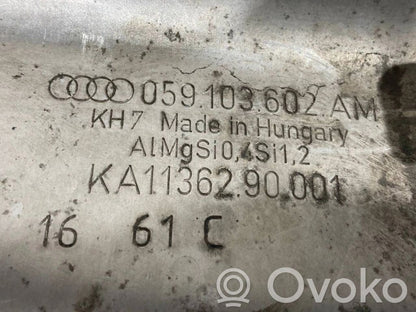 059.103.602.AM
KH7 Made in Hungary
AlMgSi0,4Si1,2
KA11362.90.001
16 61 C
Ovoko